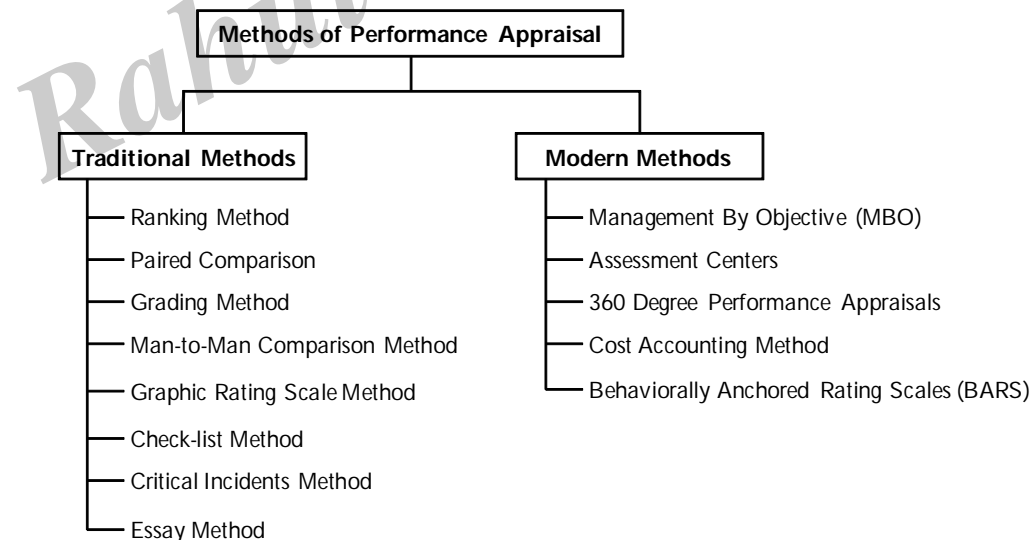 Methods of Performance Appraisal
Traditional Methods
Ranking Method
Paired Comparison
Grading Method
Man-to-Man Comparison Method
Graphic Rating Scale Method
Check-list Method
Critical Incidents Method
Essay Method
Modern Methods
Management By Objective (MBO)
Assessment Centers
360 Degree Performance Appraisals
Cost Accounting Method
Behaviorally Anchored Rating Scales (BARS)